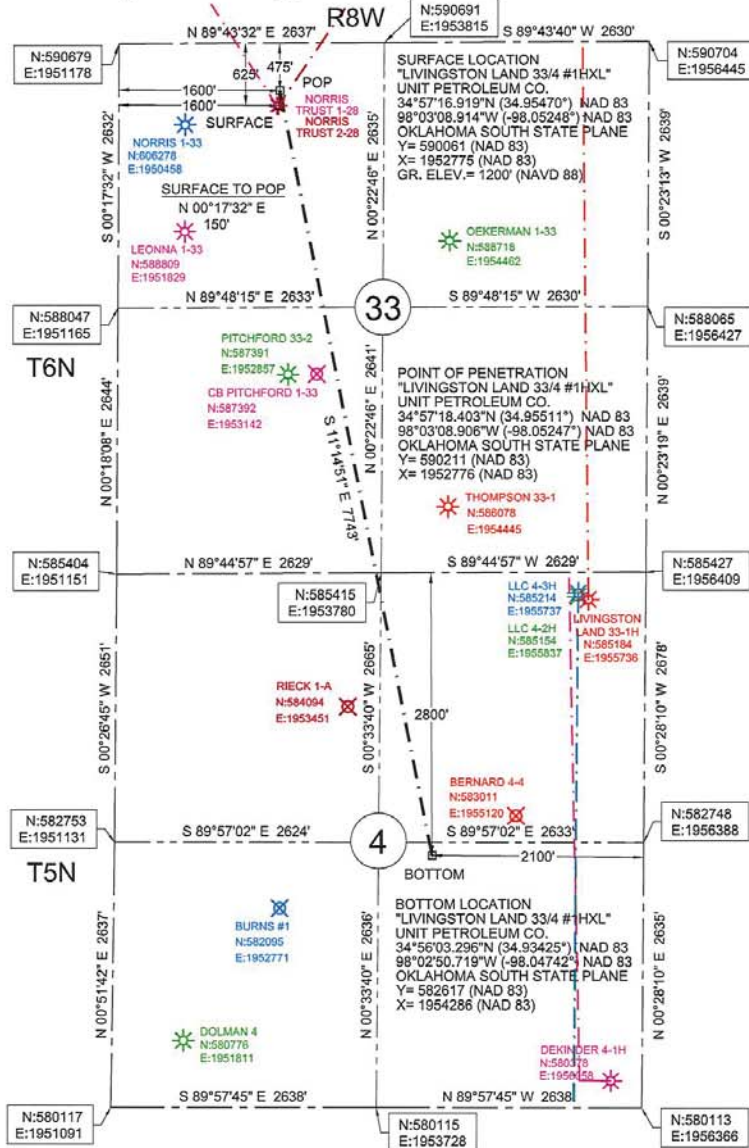 R8W
N:590691
E:1953815
N 89°43'32" E 2637'
S 89°43'40" W 2630'
N:590679
E:1951178
N:590704
E:1956445
475'
625'
POP
1600'
1600'
SURFACE
NORRIS
TRUST 1-28
NORRIS
TRUST 2-28
SURFACE LOCATION
"LIVINGSTON LAND 33/4 #1HXL"
UNIT PETROLEUM CO.
34°57'16.919"N (34.95470°) NAD 83
98°03'08.914"W (-98.05248°) NAD 83
OKLAHOMA SOUTH STATE PLANE
Y= 590061 (NAD 83)
X= 1952775 (NAD 83)
GR. ELEV.= 1200' (NAVD 88)
S 00°17'32" W 2632'
NORRIS 1-33
N:606278
E:1950458
SURFACE TO POP
N 00°17'32" E
150'
N 00°22'46" E 2635'
S 00°23'13" W 2639'
LEONNA 1-33
N:588809
E:1951829
OEKERMAN 1-33
N:588718
E:1954462
N 89°48'15" E 2633'
S 89°48'15" W 2630'
N:588047
E:1951165
33
N:588065
E:1956427
T6N
PITCHFORD 33-2
N:587391
E:1952857
CB PITCHFORD 1-33
N:587392
E:1953142
N 00°18'08" W 2644'
S 11°14'51" E 7743'
N 00°22'46" E 2641'
POINT OF PENETRATION
"LIVINGSTON LAND 33/4 #1HXL"
UNIT PETROLEUM CO.
34°57'18.403"N (34.95511°) NAD 83
98°03'08.906"W (-98.05247°) NAD 83
OKLAHOMA SOUTH STATE PLANE
Y= 590211 (NAD 83)
X= 1952776 (NAD 83)
N 00°23'19" W 2639'
THOMPSON 33-1
N:586078
E:1954445
N 89°44'57" E 2629'
S 89°44'57" W 2629'
N:585404
E:1951151
N:585415
E:1953780
N:585427
E:1956409
LLC 4-3H
N:585214
E:1955737
LLC 4-2H
N:585154
E:1955837
LIVINGSTON
LAND 33-1H
N:585184
E:1955736
S 00°26'45" W 2651'
RIECK 1-A
N:584094
E:1953451
S 00°33'40" W 2665'
2800'
S 00°28'10" W 2678'
BERNARD 4-4
N:583011
E:1955120
N:582753
E:1951131
S 89°57'02" E 2624'
4
S 89°57'02" E 2633'
N:582748
E:1956388
2100'
T5N
BOTTOM
BOTTOM LOCATION
"LIVINGSTON LAND 33/4 #1HXL"
UNIT PETROLEUM CO.
34°56'03.296"N (34.93425°) NAD 83
98°02'50.719"W (-98.04742°) NAD 83
OKLAHOMA SOUTH STATE PLANE
Y= 582617 (NAD 83)
X= 1954286 (NAD 83)
N 00°51'42" E 2637'
BURNS #1
N:582095
E:1952771
N 00°33'40" E 2636'
N 00°28'10" E 2635'
DOLMAN 4
N:580776
E:1951811
DEKINDER 4-1H
N:580378
S 89°57'45" E 2638'
N 89°57'45" W 2638'
N:580117
E:1951091
N:580115
E:1953728
N:580113
E:1956366